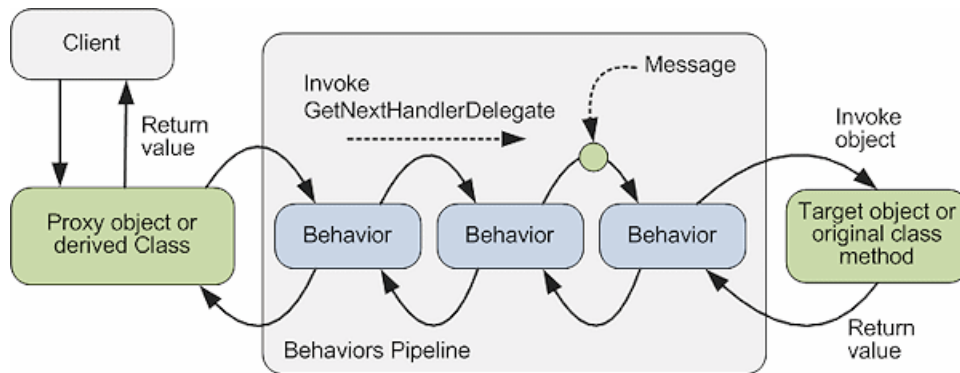 Client
Return
value
Proxy object or
derived Class
Invoke
GetNextHandlerDelegate
Message
Behavior
Behavior
Behavior
Behaviors Pipeline
Invoke
object
Target object or
original class
method
Return
value